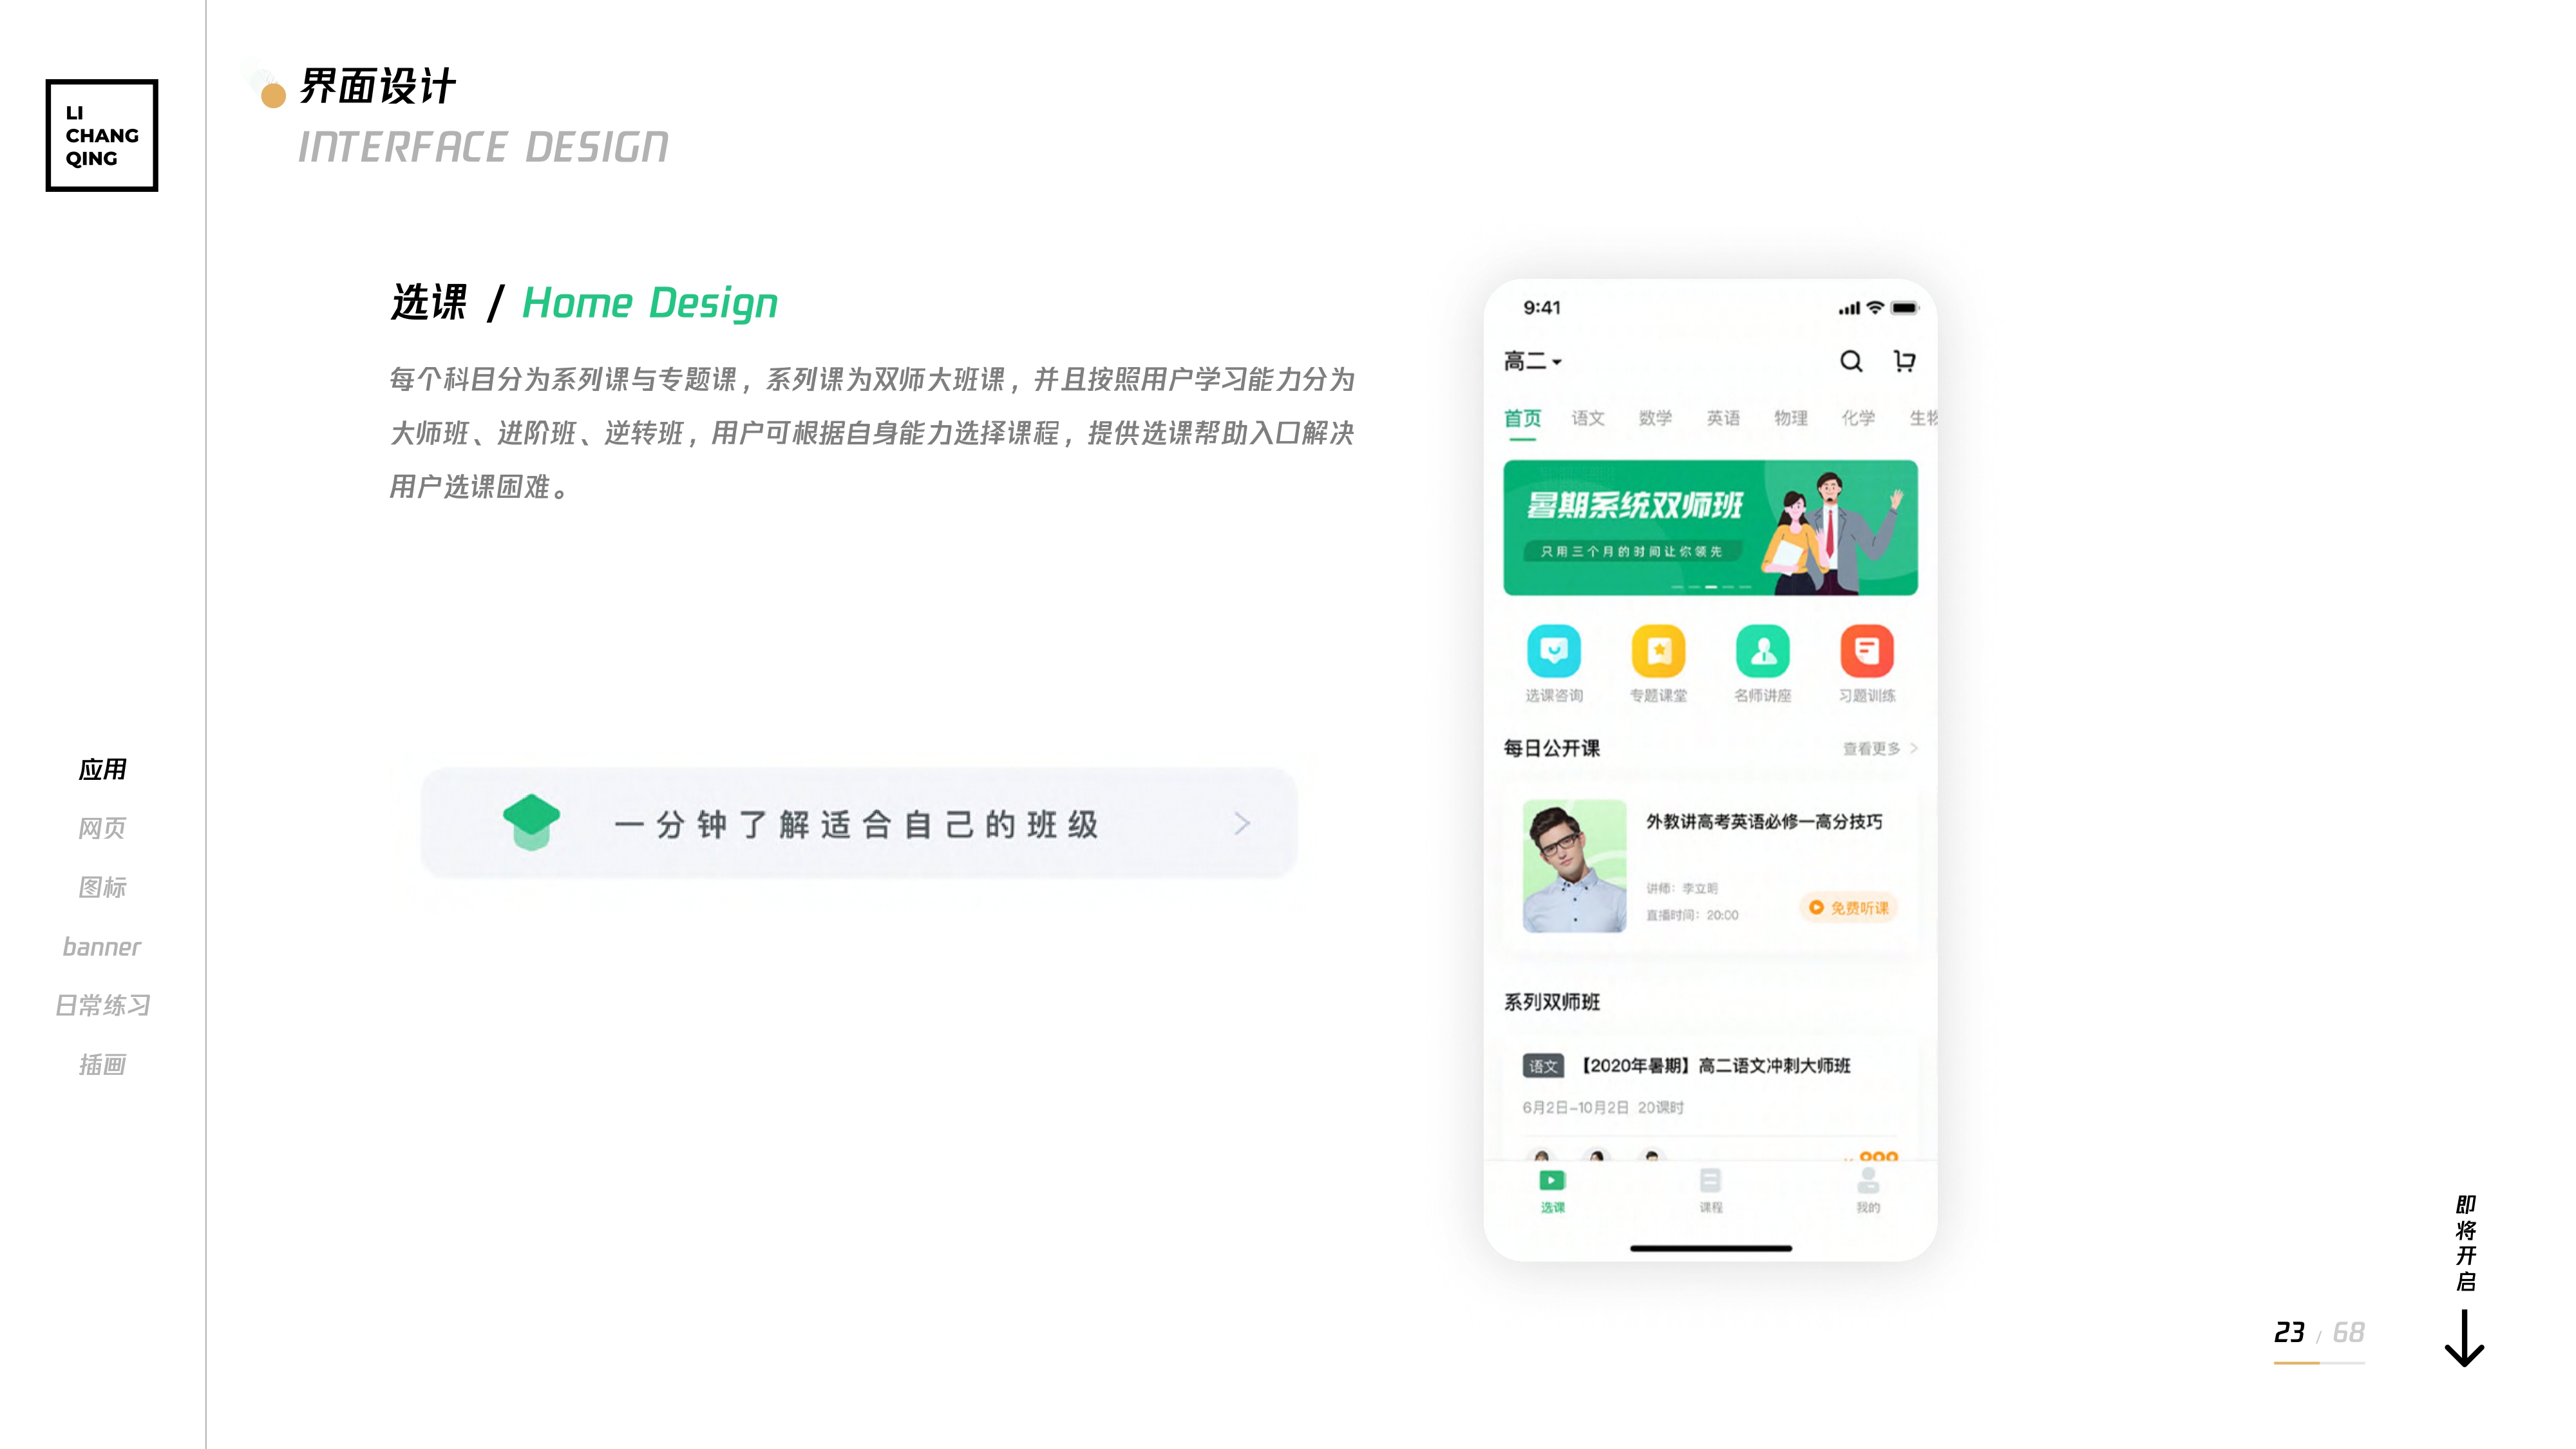 LI
CHANG
QING
界面设计
INTERFACE DESIGN
选课 / Home Design
每个科目分为系列课与专题课，系列课为双师大班课，并且按照用户学习能力分为
大师班、进阶班、逆转班，用户可根据自身能力选择课程，提供选课帮助入口解决
用户选课困难。
一分钟了解适合自己的班级
应用
网页
图标
banner
日常练习
插画
9:41
高二
首页 语文 数学 英语 物理 化学 生物
暑期系统双师班
只用三个月的时间让你领先
选课咨询 专题课堂 名师讲座 习题训练
每日公开课 查看更多
外教讲高考英语必修一高分技巧
讲师：李立明
直播时间：20:00
免费听课
系列双师班
语文 【2020年暑期】高二语文冲刺大师班
6月2日-10月2日 20课时
选课 课程 我的
即将开启
23 / 68